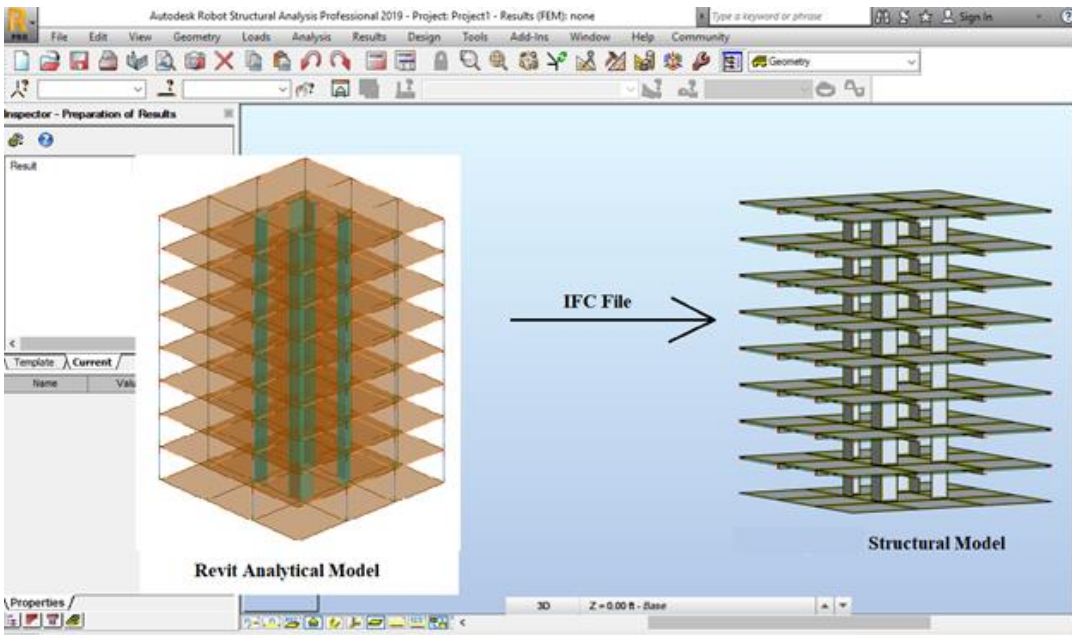 Autodesk Robot Structural Analysis Professional 2019 - Project: Project1 - Results (FEM): none
Type a keyword or phrase
Sign In
PRO
File Edit View Geometry Loads Analysis Results Design Tools Add-Ins Window Help Community
Geometry
Inspector - Preparation of Results
Result
IFC File
Template Current
Name Valu
Structural Model
Revit Analytical Model
Properties
3D Z = 0.00 ft - Base